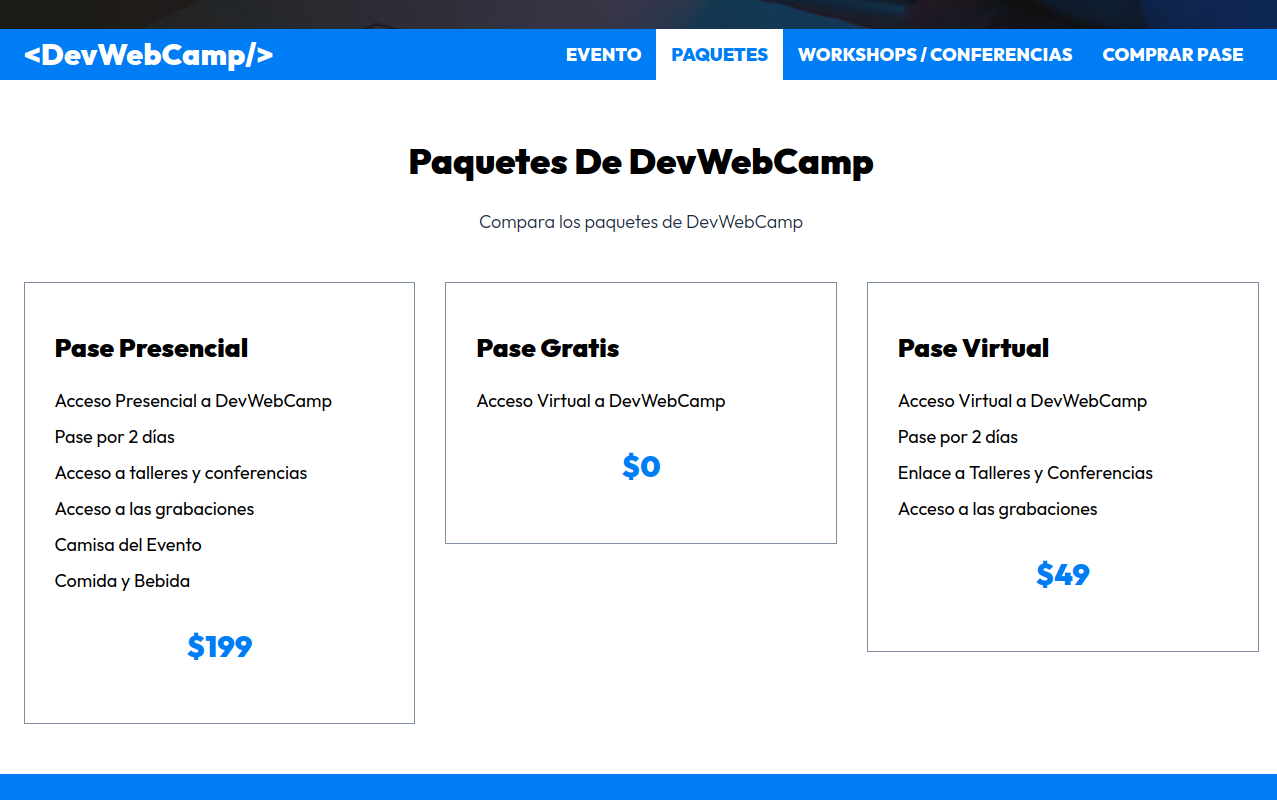 <DevWebCamp/>
EVENTO
PAQUETES
WORKSHOPS / CONFERENCIAS
COMPRAR PASE
Paquetes De DevWebCamp
Compara los paquetes de DevWebCamp
Pase Presencial
Acceso Presencial a DevWebCamp
Pase por 2 días
Acceso a talleres y conferencias
Acceso a las grabaciones
Camisa del Evento
Comida y Bebida
$199
Pase Gratis
Acceso Virtual a DevWebCamp
$0
Pase Virtual
Acceso Virtual a DevWebCamp
Pase por 2 días
Enlace a Talleres y Conferencias
Acceso a las grabaciones
$49